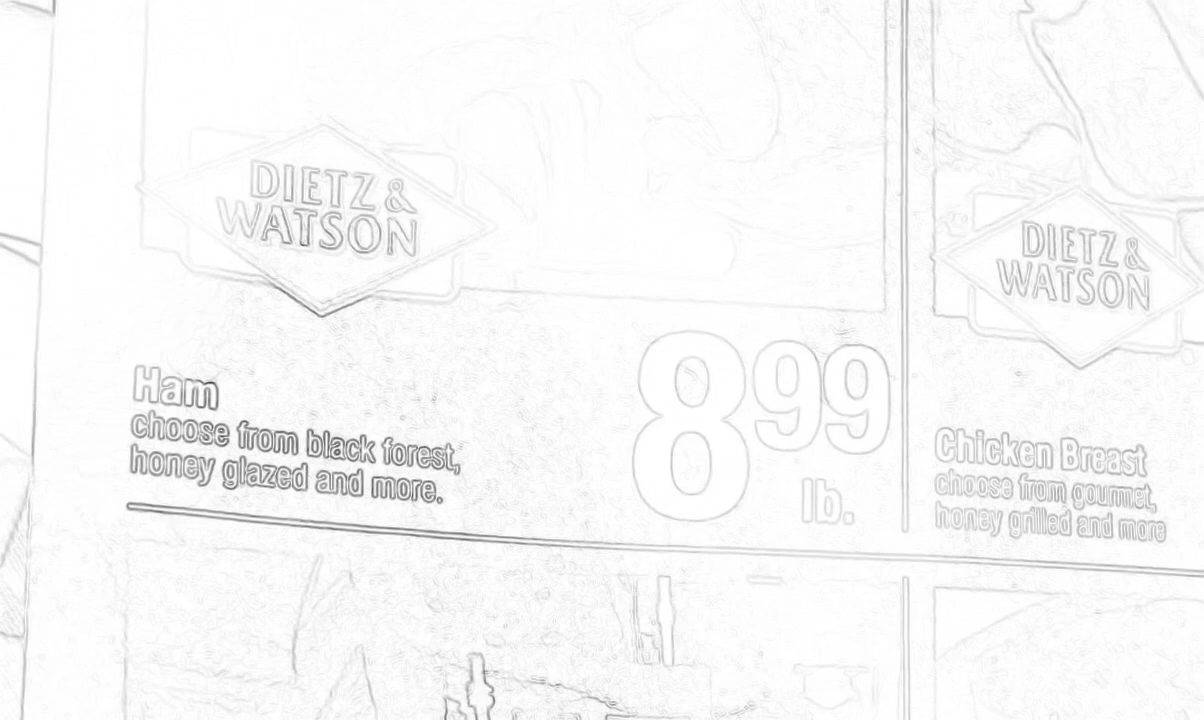 DIETZ &
WATSON
Ham
choose from black forest,
honey glazed and more.
899
lb.
DIETZ &
WATSON
Chicken Breast
choose from gourmet,
honey grilled and more